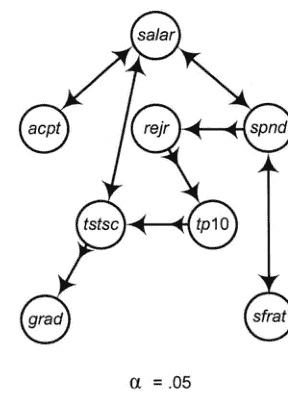 salar
acpt
rejr
spnd
tstsc
tp10
grad
sfrat
α = .05